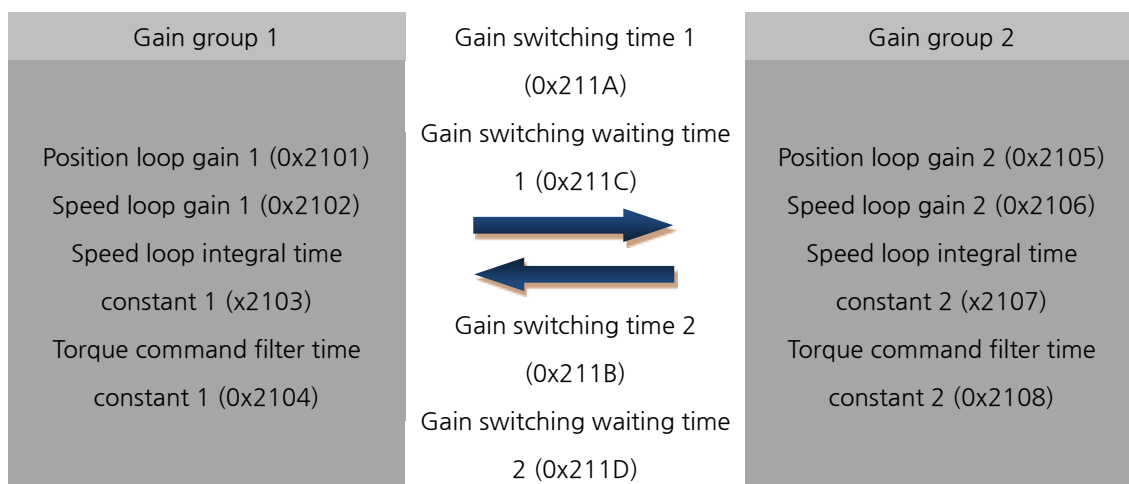 Gain group 1
Position loop gain 1 (0x2101)
Speed loop gain 1 (0x2102)
Speed loop integral time
constant 1 (x2103)
Torque command filter time
constant 1 (0x2104)
Gain switching time 1
(0x211A)
Gain switching waiting time
1 (0x211C)
Gain switching time 2
(0x211B)
Gain switching waiting time
2 (0x211D)
Gain group 2
Position loop gain 2 (0x2105)
Speed loop gain 2 (0x2106)
Speed loop integral time
constant 2 (x2107)
Torque command filter time
constant 2 (0x2108)